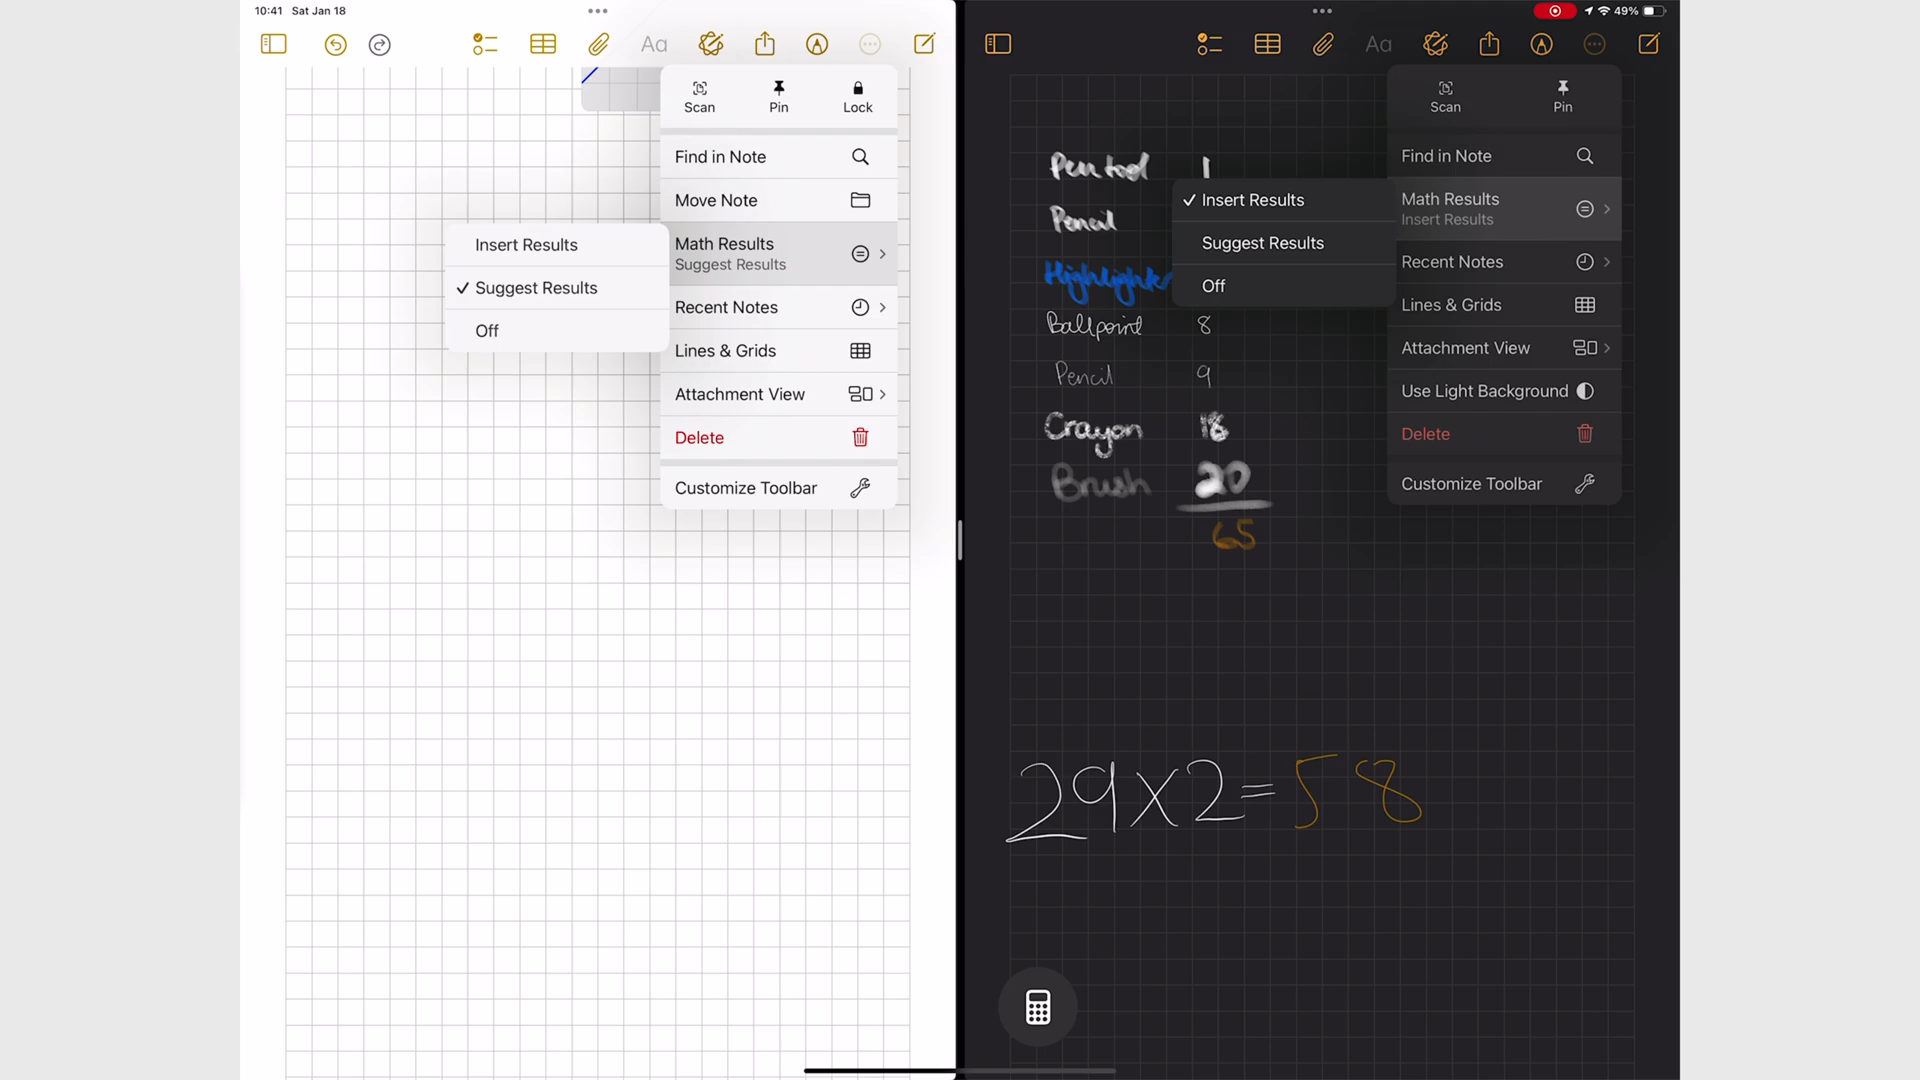 10:41 Sat Jan 18
49%
Aa
Scan Pin Lock
Find in Note
Move Note
Math Results
Suggest Results
Recent Notes
Lines & Grids
Attachment View
Delete
Customize Toolbar
Insert Results
✓ Suggest Results
Off
Aa
Scan Pin
Find in Note
Math Results
Insert Results
Recent Notes
Lines & Grids
Attachment View
Use Light Background
Delete
Customize Toolbar
✓ Insert Results
Suggest Results
Off
Pen tool 1
Pencil
Highlighter
Ballpoint 8
Pencil 9
Crayon 18
Brush 20
65
29x2=58